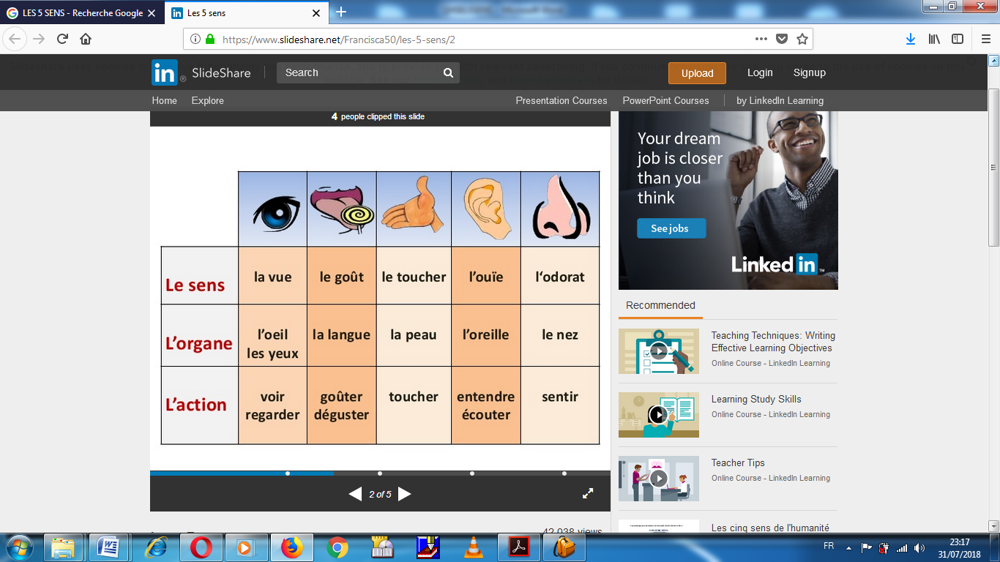 LES 5 SENS - Recherche Google
Les 5 sens
https://www.slideshare.net/Francisca50/les-5-sens/2
in SlideShare
Search
Upload
Login
Signup
Home
Explore
Presentation Courses
PowerPoint Courses
by LinkedIn Learning
4 people clipped this slide
Le sens
la vue
le goût
le toucher
l’ouïe
l‘odorat
L’organe
l’oeil
les yeux
la langue
la peau
l’oreille
le nez
L’action
voir
regarder
goûter
déguster
toucher
entendre
écouter
sentir
2 of 5
42,038 views
Your dream
job is closer
than you
think
See jobs
Linked in
Recommended
Teaching Techniques: Writing
Effective Learning Objectives
Online Course - LinkedIn Learning
Learning Study Skills
Online Course - LinkedIn Learning
Teacher Tips
Online Course - LinkedIn Learning
Les cinq sens de l'humanité
FR
23:17
31/07/2018